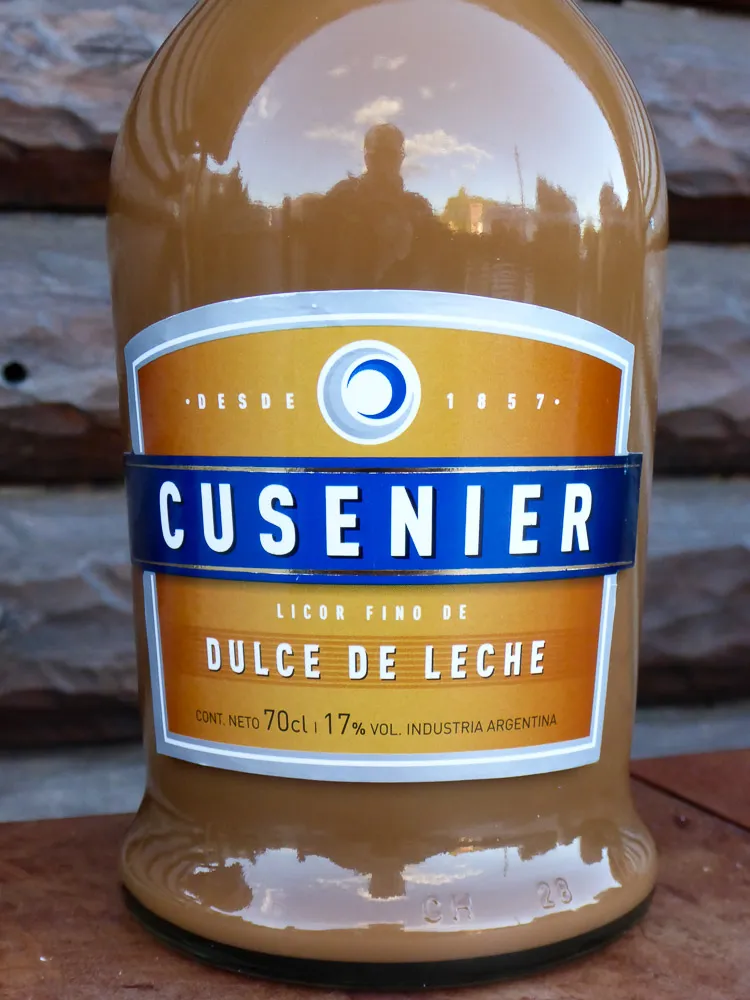 ·DESDE 1857·
CUSENIER
LICOR FINO DE
DULCE DE LECHE
CONT. NETO 70cl | 17% VOL. INDUSTRIA ARGENTINA
CH 28